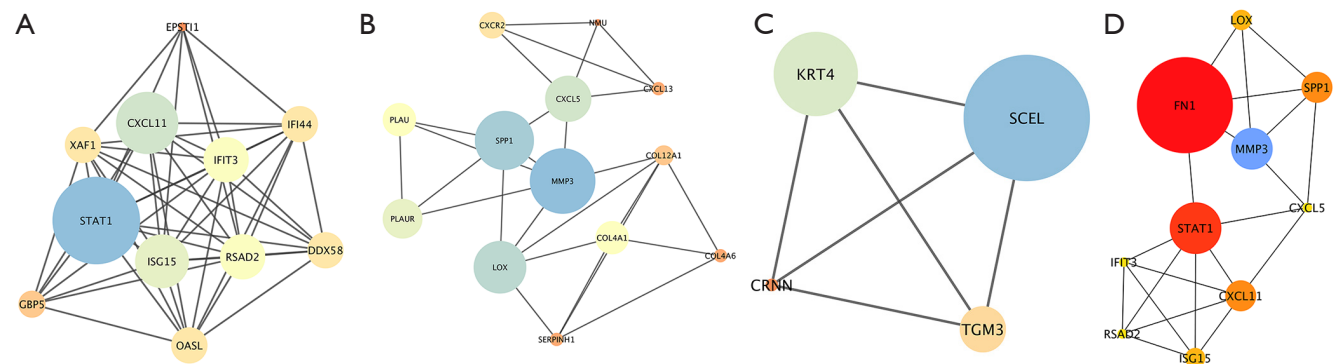 A
EPSTI1
CXCL11
IFI44
XAF1
IFIT3
STAT1
ISG15
RSAD2
DDX58
GBP5
OASL
B
CXCR2
NMU
CXCL13
CXCL5
PLAU
SPP1
COL12A1
MMP3
PLAUR
COL4A1
COL4A6
LOX
SERPINH1
C
KRT4
SCEL
CRNN
TGM3
D
LOX
SPP1
FN1
MMP3
CXCL5
STAT1
IFIT3
CXCL11
RSAD2
ISG15